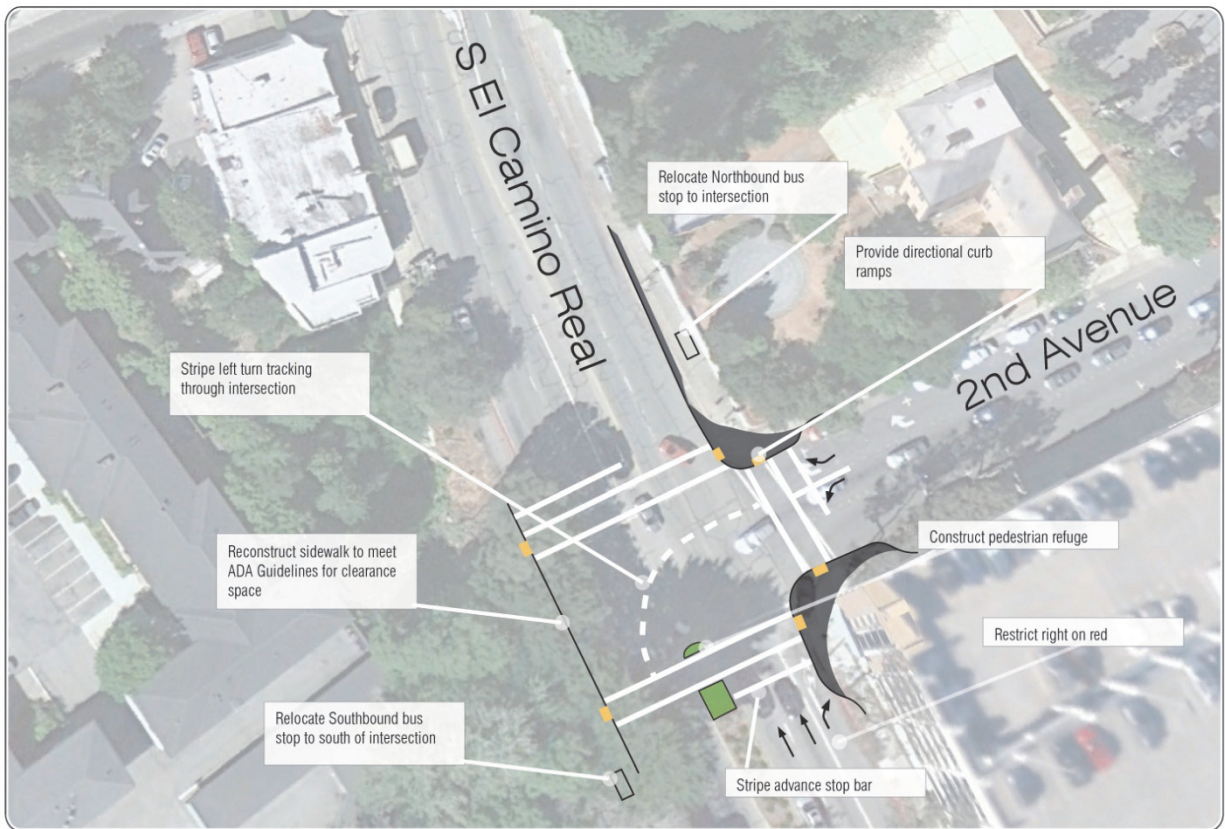 S El Camino Real
Relocate Northbound bus
stop to intersection
Provide directional curb
ramps
2nd Avenue
Stripe left turn tracking
through intersection
Reconstruct sidewalk to meet
ADA Guidelines for clearance
space
Construct pedestrian refuge
Restrict right on red
Relocate Southbound bus
stop to south of intersection
Stripe advance stop bar